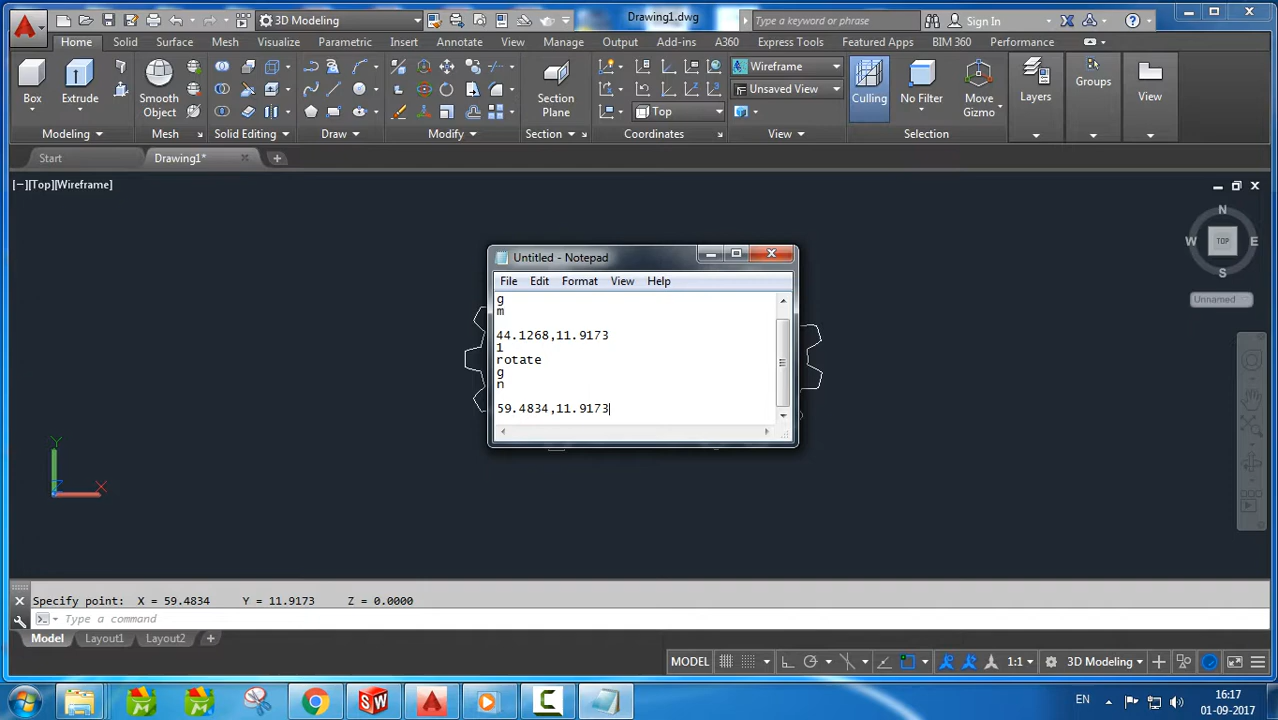 3D Modeling
Drawing1.dwg
Type a keyword or phrase
Sign In
Home Solid Surface Mesh Visualize Parametric Insert Annotate View Manage Output Add-ins A360 Express Tools Featured Apps BIM 360 Performance
Box
Extrude
Smooth
Object
Section
Plane
Top
Wireframe
Unsaved View
Culling
No Filter
Move
Gizmo
Layers
Groups
View
Modeling
Mesh
Solid Editing
Draw
Modify
Section
Coordinates
View
Selection
Start
Drawing1*
[−][Top][Wireframe]
N
W
TOP
E
S
Unnamed
Untitled - Notepad
File Edit Format View Help
g
m
44.1268,11.9173
1
rotate
g
n
59.4834,11.9173
Y
Z
X
Specify point: X = 59.4834 Y = 11.9173 Z = 0.0000
Type a command
Model Layout1 Layout2
MODEL
1:1
3D Modeling
EN
16:17
01-09-2017